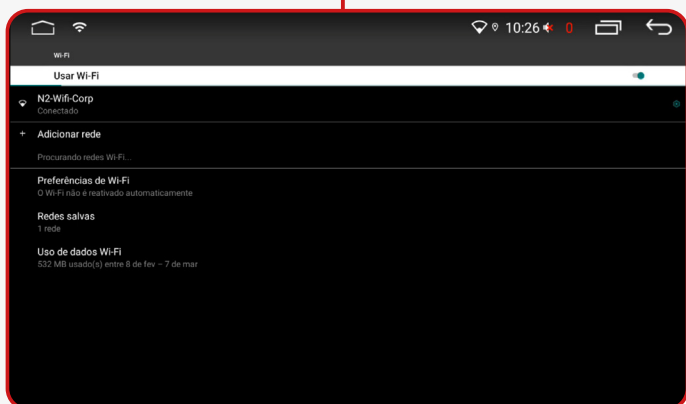 10:26 0
Wi-Fi
Usar Wi-Fi
N2-Wifi-Corp
Conectado
+ Adicionar rede
Procurando redes Wi-Fi...
Preferências de Wi-Fi
O Wi-Fi não é reativado automaticamente
Redes salvas
1 rede
Uso de dados Wi-Fi
532 MB usado(s) entre 8 de fev – 7 de mar